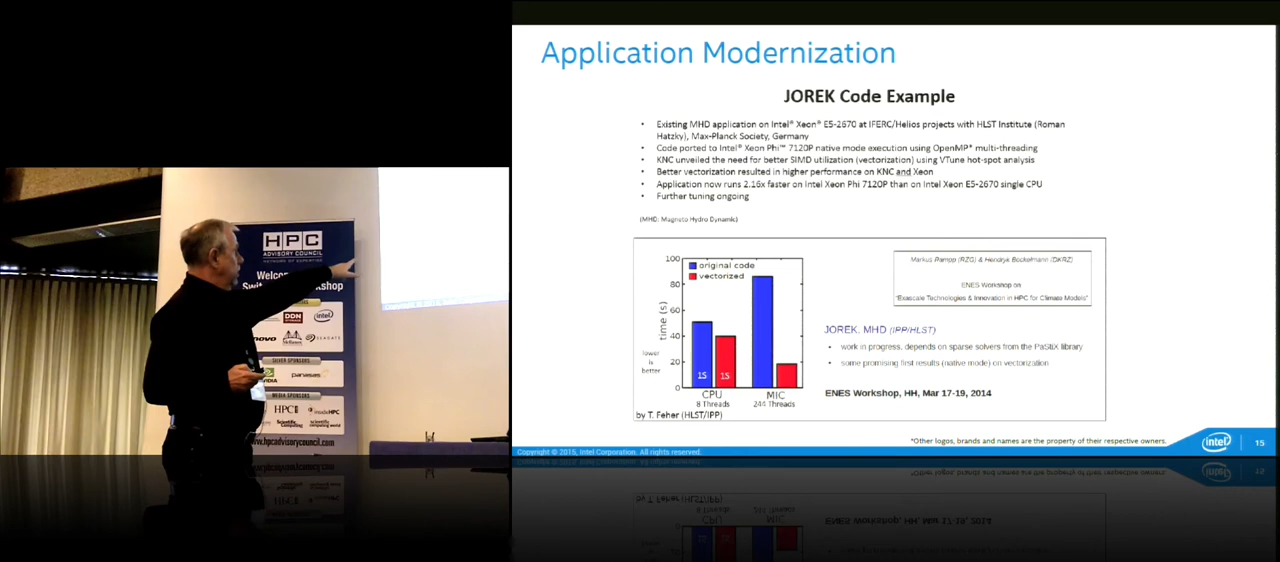 HPC
ADVISORY COUNCIL
NETWORK OF EXPERTISE
DDN
intel
SEAGATE
SILVER SPONSORS
panasas
MEDIA SPONSORS
HPC
insideHPC
Scientific Computing
scientific computing world
www.hpcadvisorycouncil.com
Application Modernization
JOREK Code Example
• Existing MHD application on Intel® Xeon® E5-2670 at IFERC/Helios projects with HLST Institute (Roman
Hatzky), Max-Planck Society, Germany
• Code ported to Intel® Xeon Phi™ 7120P native mode execution using OpenMP* multi-threading
• KNC unveiled the need for better SIMD utilization (vectorization) using VTune hot-spot analysis
• Better vectorization resulted in higher performance on KNC and Xeon
• Application now runs 2.16x faster on Intel Xeon Phi 7120P than on Intel Xeon E5-2670 single CPU
• Further tuning ongoing
(MHD: Magneto Hydro Dynamic)
original code
vectorized
time (s)
100
80
60
40
20
0
lower
is
better
1S 1S
CPU MIC
8 Threads 244 Threads
by T. Feher (HLST/IPP)
Markus Rampp (RZG) & Hendryk Bockelmann (DKRZ)
ENES Workshop on
"Exascale Technologies & Innovation in HPC for Climate Models"
JOREK, MHD (IPP/HLST)
• work in progress, depends on sparse solvers from the PaStiX library
• some promising first results (native mode) on vectorization
ENES Workshop, HH, Mar 17-19, 2014
*Other logos, brands and names are the property of their respective owners.
Copyright © 2015, Intel Corporation. All rights reserved.
intel
15